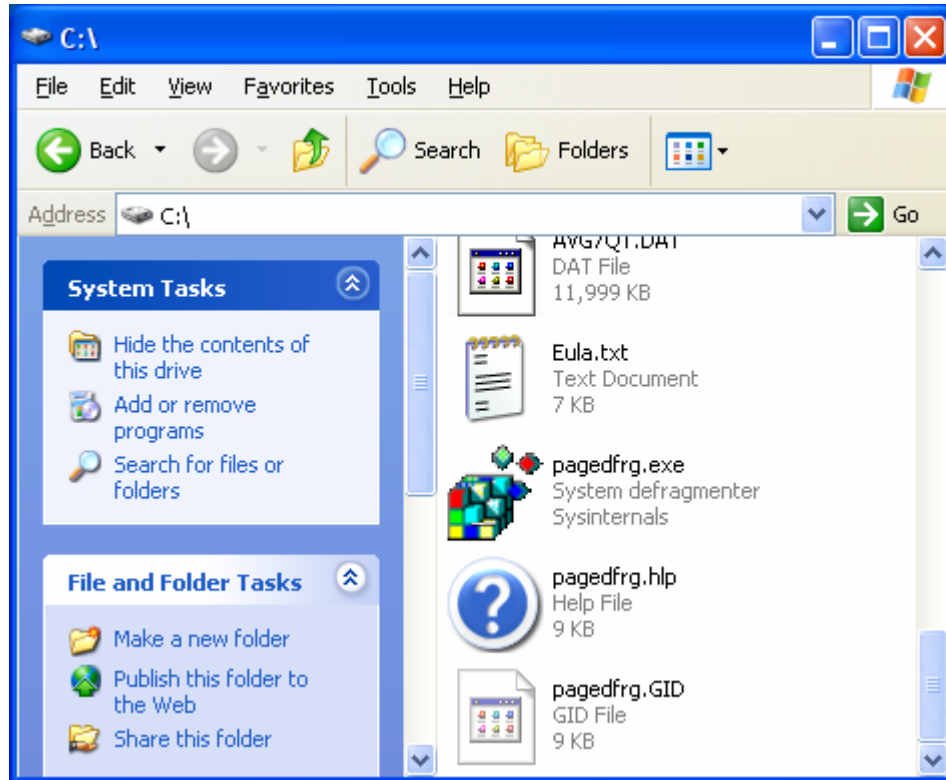 C:\
File Edit View Favorites Tools Help
Back Search Folders
Address C:\ Go
System Tasks
Hide the contents of
this drive
Add or remove
programs
Search for files or
folders
File and Folder Tasks
Make a new folder
Publish this folder to
the Web
Share this folder
AVG7QT.DAT
DAT File
11,999 KB
Eula.txt
Text Document
7 KB
pagedfrg.exe
System defragmenter
Sysinternals
pagedfrg.hlp
Help File
9 KB
pagedfrg.GID
GID File
9 KB